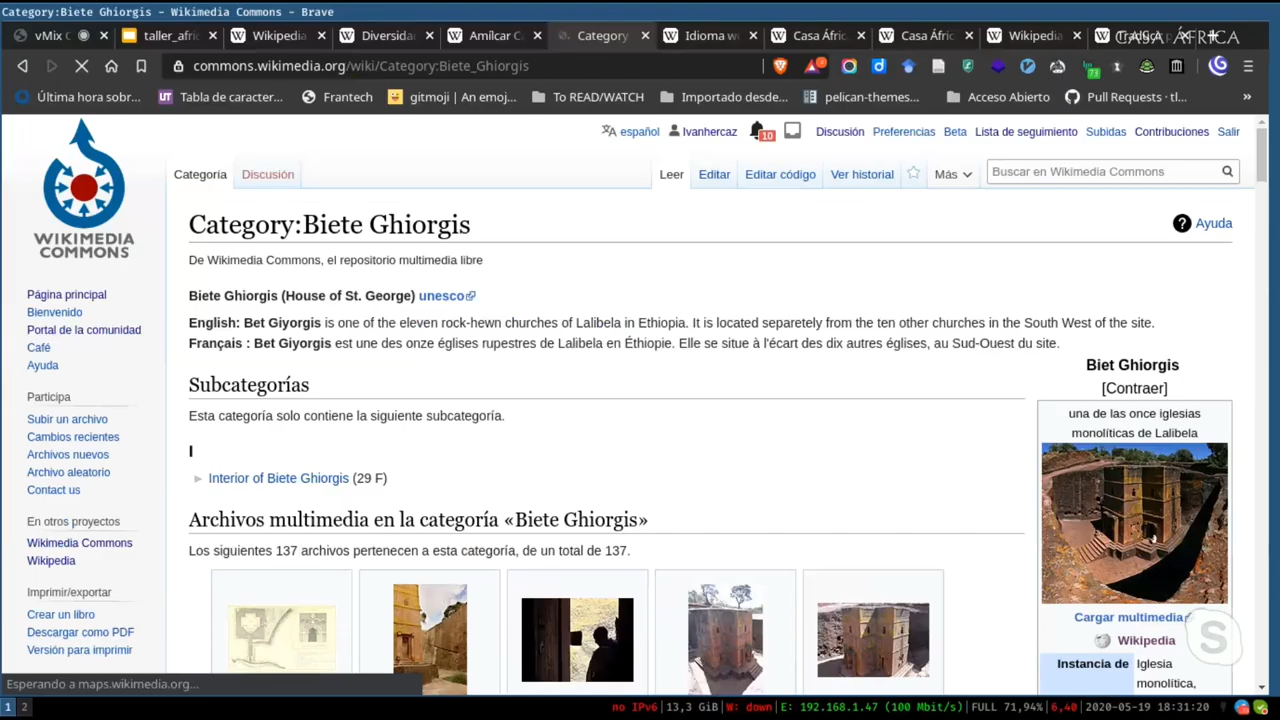 Category:Biete Ghiorgis - Wikimedia Commons - Brave
vMix C
taller_afri
Wikipedia
Diversida
Amílcar C
Category
Idioma w
Casa Áfri
Casa Áfri
Wikipedia
CASA ÁFRICA
commons.wikimedia.org/wiki/Category:Biete_Ghiorgis
73
Última hora sobr...
Tabla de caracter...
Frantech
gitmoji | An emoj...
To READ/WATCH
Importado desde...
pelican-themes...
Acceso Abierto
Pull Requests · tl...
»
español
Ivanhercaz
10
Discusión
Preferencias
Beta
Lista de seguimiento
Subidas
Contribuciones
Salir
Categoría
Discusión
Leer
Editar
Editar código
Ver historial
Más
Buscar en Wikimedia Commons
WIKIMEDIA
COMMONS
Category:Biete Ghiorgis
Ayuda
De Wikimedia Commons, el repositorio multimedia libre
Biete Ghiorgis (House of St. George) unesco
English: Bet Giyorgis is one of the eleven rock-hewn churches of Lalibela in Ethiopia. It is located separetely from the ten other churches in the South West of the site.
Français : Bet Giyorgis est une des onze églises rupestres de Lalibela en Éthiopie. Elle se situe à l'écart des dix autres églises, au Sud-Ouest du site.
Página principal
Bienvenido
Portal de la comunidad
Café
Ayuda
Participa
Subir un archivo
Cambios recientes
Archivos nuevos
Archivo aleatorio
Contact us
En otros proyectos
Wikimedia Commons
Wikipedia
Imprimir/exportar
Crear un libro
Descargar como PDF
Versión para imprimir
Subcategorías
Esta categoría solo contiene la siguiente subcategoría.
I
► Interior of Biete Ghiorgis (29 F)
Archivos multimedia en la categoría «Biete Ghiorgis»
Los siguientes 137 archivos pertenecen a esta categoría, de un total de 137.
Biet Ghiorgis
[Contraer]
una de las once iglesias
monolíticas de Lalibela
Cargar multimedia
Wikipedia
Instancia de
Iglesia
monolítica,
Esperando a maps.wikimedia.org...
1
2
no IPv6 | 13,3 GiB | W: down | E: 192.168.1.47 (100 Mbit/s) | FULL 71,94% | 6,40 | 2020-05-19 18:31:20